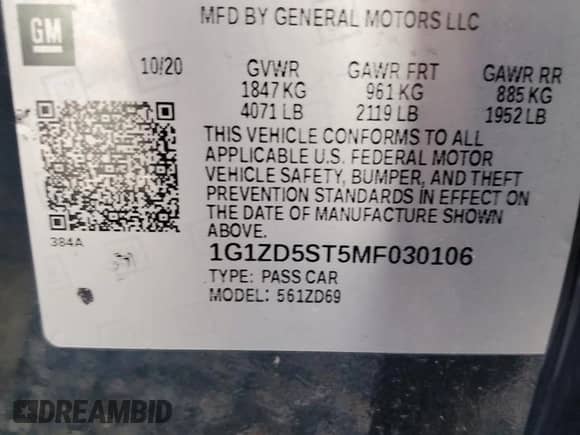 GM
MFD BY GENERAL MOTORS LLC
10/20 GVWR GAWR FRT GAWR RR
1847 KG 961 KG 885 KG
4071 LB 2119 LB 1952 LB
THIS VEHICLE CONFORMS TO ALL
APPLICABLE U.S. FEDERAL MOTOR
VEHICLE SAFETY, BUMPER, AND THEFT
PREVENTION STANDARDS IN EFFECT ON
THE DATE OF MANUFACTURE SHOWN
ABOVE.
384A
1G1ZD5ST5MF030106
TYPE: PASS CAR
MODEL: 561ZD69
DREAMBID